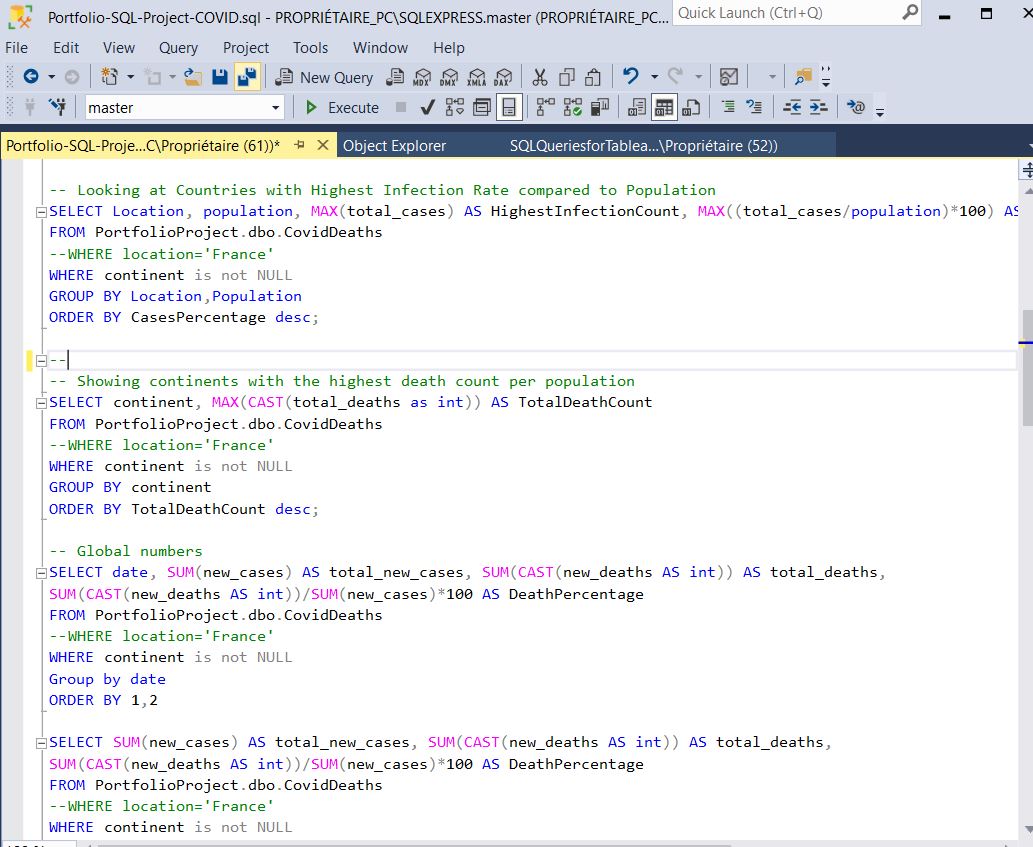 Portfolio-SQL-Project-COVID.sql - PROPRIÉTAIRE_PC\SQLEXPRESS.master (PROPRIÉTAIRE_PC...
Quick Launch (Ctrl+Q)
File Edit View Query Project Tools Window Help
New Query MDX DMX XMLA DAX
master Execute
Portfolio-SQL-Proje...C\Propriétaire (61))* Object Explorer SQLQueriesforTablea...\Propriétaire (52))
-- Looking at Countries with Highest Infection Rate compared to Population
SELECT Location, population, MAX(total_cases) AS HighestInfectionCount, MAX((total_cases/population)*100) AS
FROM PortfolioProject.dbo.CovidDeaths
--WHERE location='France'
WHERE continent is not NULL
GROUP BY Location,Population
ORDER BY CasesPercentage desc;
--
-- Showing continents with the highest death count per population
SELECT continent, MAX(CAST(total_deaths as int)) AS TotalDeathCount
FROM PortfolioProject.dbo.CovidDeaths
--WHERE location='France'
WHERE continent is not NULL
GROUP BY continent
ORDER BY TotalDeathCount desc;
-- Global numbers
SELECT date, SUM(new_cases) AS total_new_cases, SUM(CAST(new_deaths AS int)) AS total_deaths,
SUM(CAST(new_deaths AS int))/SUM(new_cases)*100 AS DeathPercentage
FROM PortfolioProject.dbo.CovidDeaths
--WHERE location='France'
WHERE continent is not NULL
Group by date
ORDER BY 1,2
SELECT SUM(new_cases) AS total_new_cases, SUM(CAST(new_deaths AS int)) AS total_deaths,
SUM(CAST(new_deaths AS int))/SUM(new_cases)*100 AS DeathPercentage
FROM PortfolioProject.dbo.CovidDeaths
--WHERE location='France'
WHERE continent is not NULL